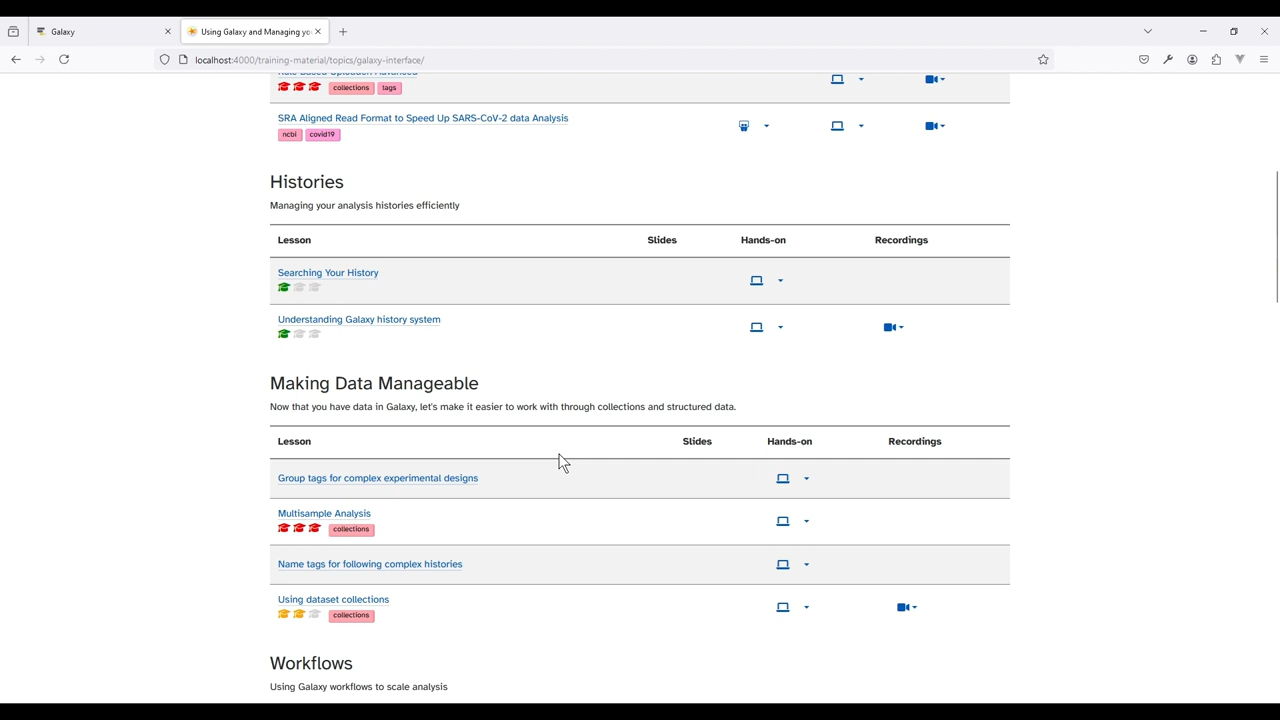 Galaxy
Using Galaxy and Managing yo
localhost:4000/training-material/topics/galaxy-interface/
Rule Based Uploader: Advanced
collections tags
SRA Aligned Read Format to Speed Up SARS-CoV-2 data Analysis
ncbi covid19
Histories
Managing your analysis histories efficiently
Lesson Slides Hands-on Recordings
Searching Your History
Understanding Galaxy history system
Making Data Manageable
Now that you have data in Galaxy, let's make it easier to work with through collections and structured data.
Lesson Slides Hands-on Recordings
Group tags for complex experimental designs
Multisample Analysis
collections
Name tags for following complex histories
Using dataset collections
collections
Workflows
Using Galaxy workflows to scale analysis